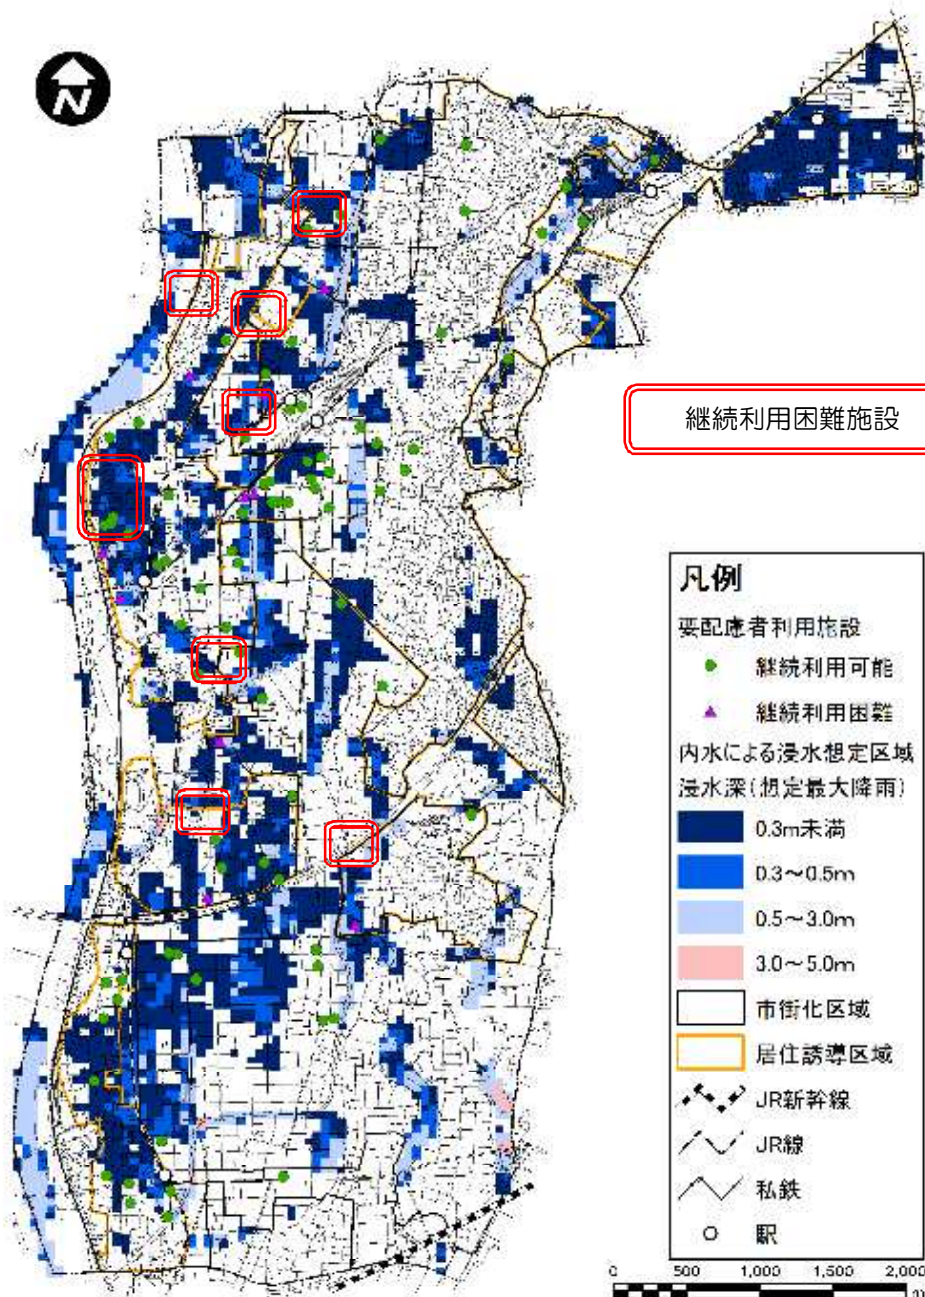 N
継続利用困難施設
凡例
要配慮者利用施設
継続利用可能
継続利用困難
内水による浸水想定区域
浸水深(想定最大降雨)
0.3m未満
0.3～0.5m
0.5～3.0m
3.0～5.0m
市街化区域
居住誘導区域
JR新幹線
JR線
私鉄
駅
0 500 1,000 1,500 2,000